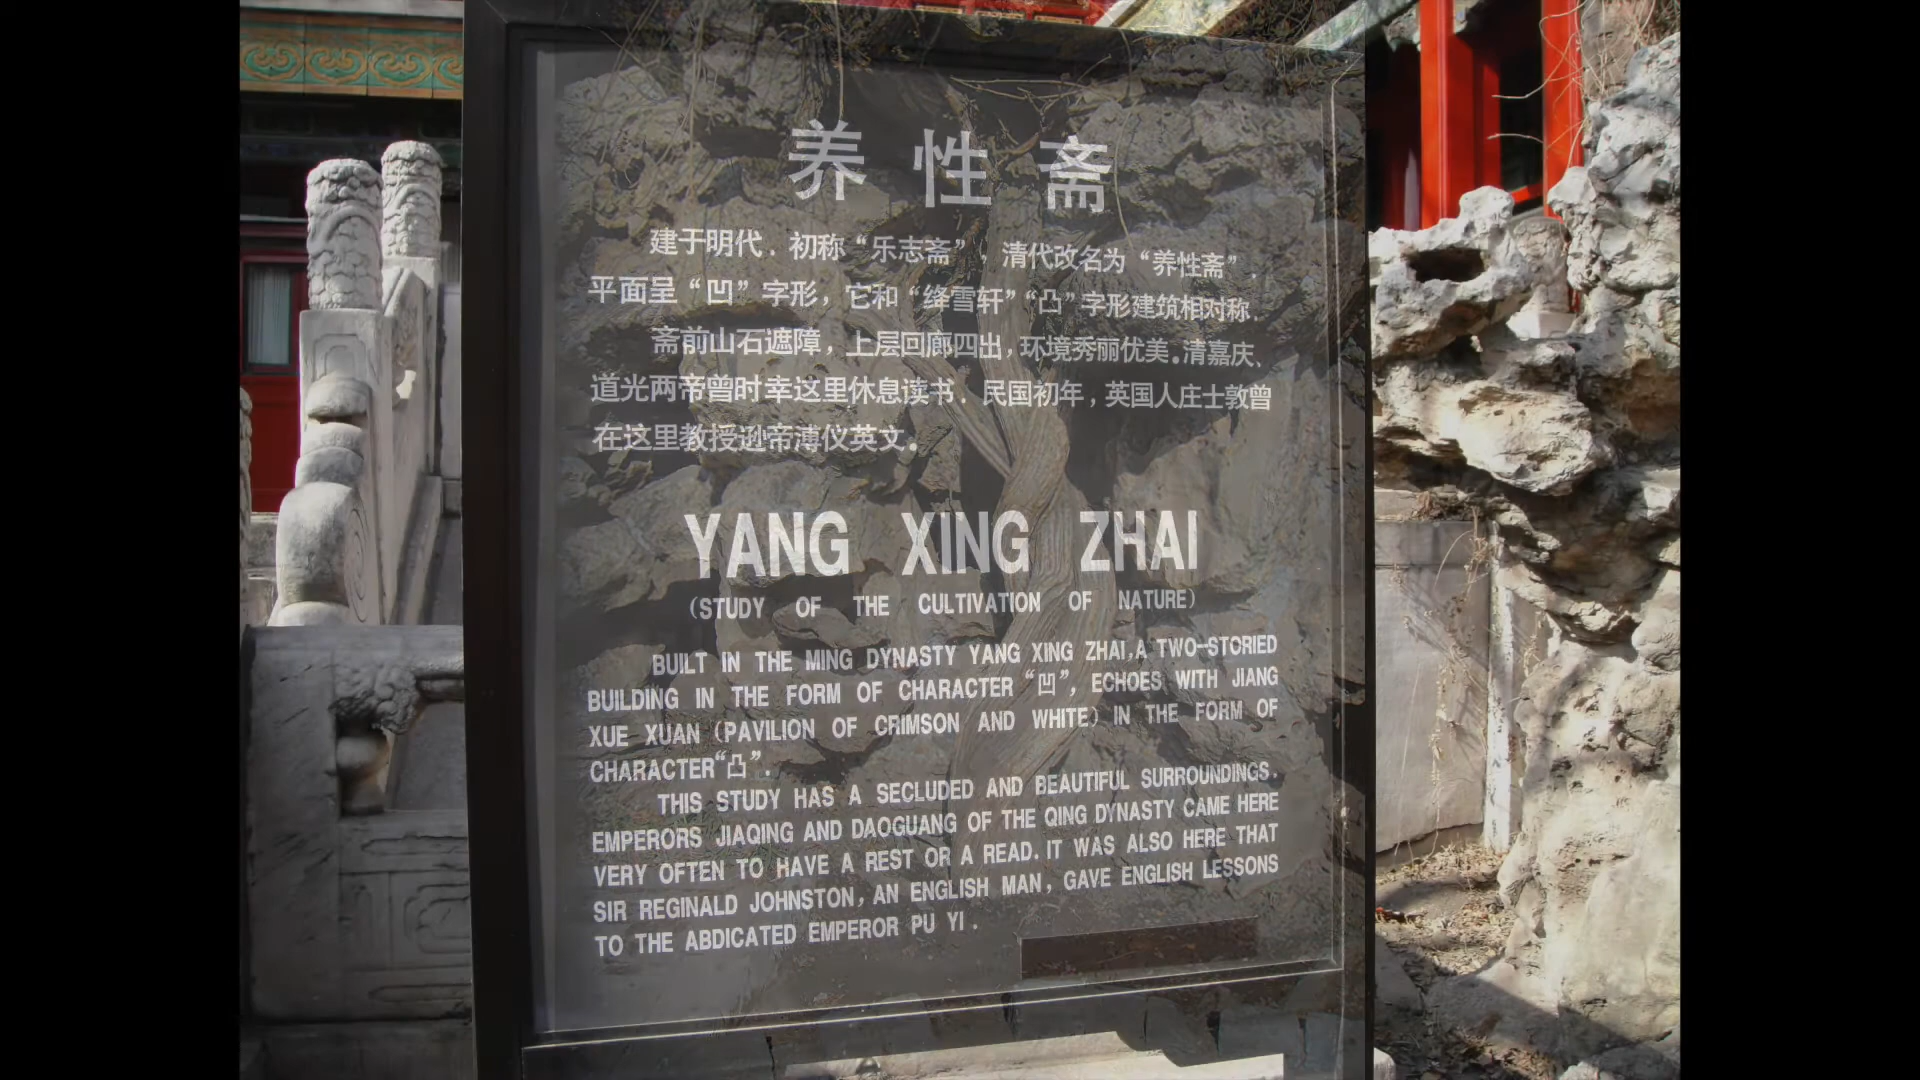 养性斋
建于明代.初称“乐志斋”,清代改名为“养性斋”.
平面呈“凹”字形,它和“绛雪轩”“凸”字形建筑相对称.
斋前山石遮障,上层回廊四出,环境秀丽优美。清嘉庆、
道光两帝曾时幸这里休息读书.民国初年,英国人庄士敦曾
在这里教授逊帝溥仪英文。
YANG XING ZHAI
(STUDY OF THE CULTIVATION OF NATURE)
BUILT IN THE MING DYNASTY YANG XING ZHAI,A TWO-STORIED
BUILDING IN THE FORM OF CHARACTER “凹”, ECHOES WITH JIANG
XUE XUAN (PAVILION OF CRIMSON AND WHITE) IN THE FORM OF
CHARACTER“凸”.
THIS STUDY HAS A SECLUDED AND BEAUTIFUL SURROUNDINGS.
EMPERORS JIAQING AND DAOGUANG OF THE QING DYNASTY CAME HERE
VERY OFTEN TO HAVE A REST OR A READ. IT WAS ALSO HERE THAT
SIR REGINALD JOHNSTON, AN ENGLISH MAN, GAVE ENGLISH LESSONS
TO THE ABDICATED EMPEROR PU YI.